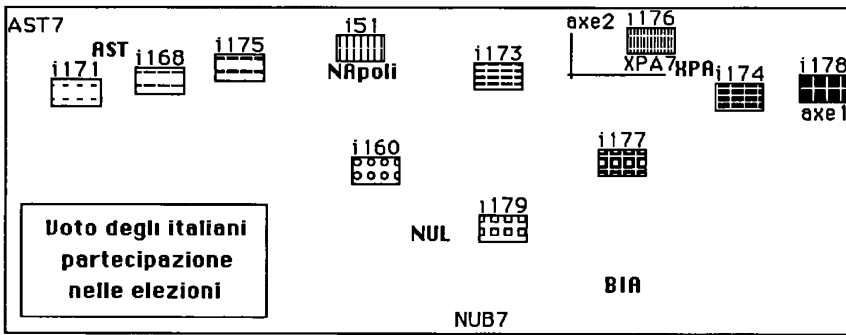 AST7
i51
axe2
i176
AST
i175
i168
i171
NApoli
i173
XPA7
XPA
i174
i178
axe1
i160
i177
i179
NUL
Voto degli italiani
partecipazione
nelle elezioni
BIA
NUB7